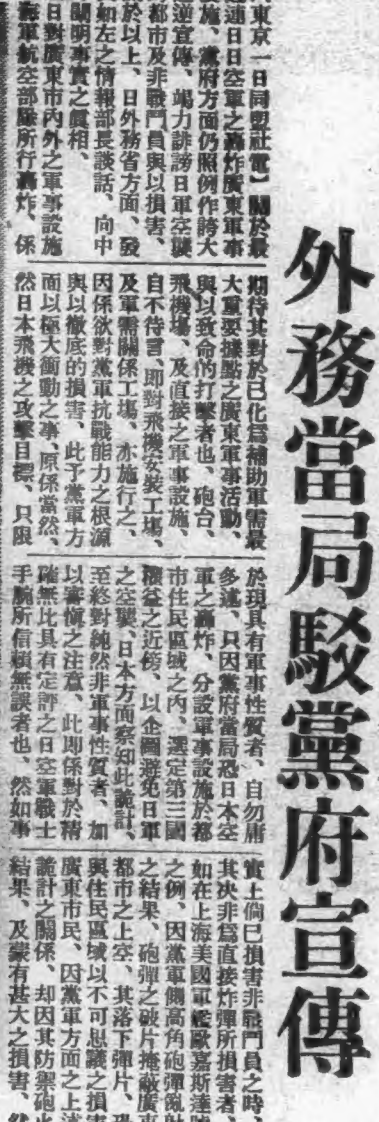 外務當局駁黨府宣傳
東京一日同盟社電】關於最
連日日空軍之轟炸廣東軍事
施、黨府方面仍照例作誇大
逆宣傳、竭力誹謗日軍空襲
都市及非戰鬥員與以損害、
於以上、日外務省方面、發
如左之情報部長談話、向中
闡明事實之眞相、
日對廣東市內外之軍事設施
海軍航空部隊所行轟炸、係
期待其對於已化爲補助軍需最
大重要據點之廣東軍事活動、
與以致命的打擊者也、砲台、
飛機場、及直接之軍事設施、
自不待言、即對飛機安裝工場、
及軍需關係工場、亦施行之、
因係欲對黨軍抗戰能力之根源
與以徹底的損害、此予黨軍方
面以極大衝動之事、原係當然、
然日本飛機之攻擊目標、只限
於現具有軍事性質者、自勿庸
多述、只因黨府當局恐日本空
軍之轟炸、分設軍事設施於都
市住民區域之內、選定第三國
權益之近傍、以企圖避免日軍
之空襲、日本方面察知此詭計、
至終對純然非軍事性質者、加
以審愼之注意、此即係對於精
確無比具有定評之日空軍戰士
手腕所信賴無誤者也、然如事
實上倘已損害非戰鬥員之時、
其決非爲直接炸彈所損害者、
如在上海美國軍艦歐嘉斯達號
之例、因黨軍側高角砲彈亂射
之結果、砲彈之破片掩蔽廣東
都市之上空、其落下彈片、
與住民區域以不可思議之損害
廣東市民、因黨軍方面之上述
詭計之關係、却因其防禦砲火
結果、及蒙有甚大之損害、然